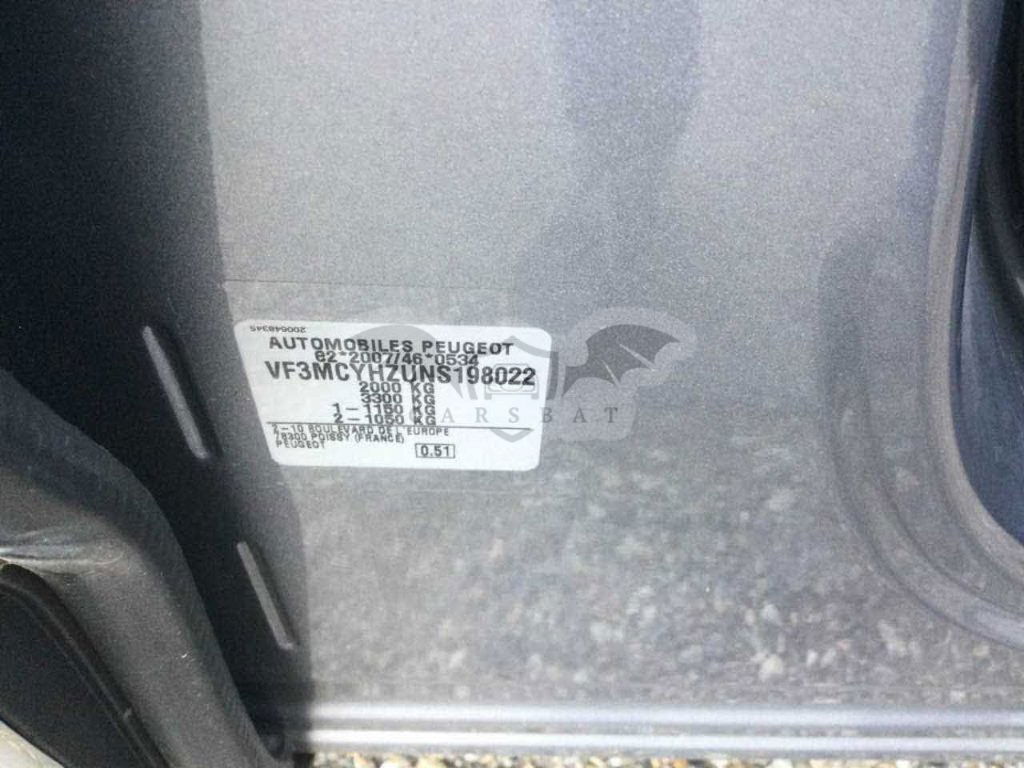 200648345
AUTOMOBILES PEUGEOT
e2*2007/46*0534
VF3MCYHZUNS198022
2000 KG
3300 KG
1-1150 KG
2-1050 KG
2-10 BOULEVARD DE L'EUROPE
78300 POISSY (FRANCE)
PEUGEOT
0.51
CARSBAT